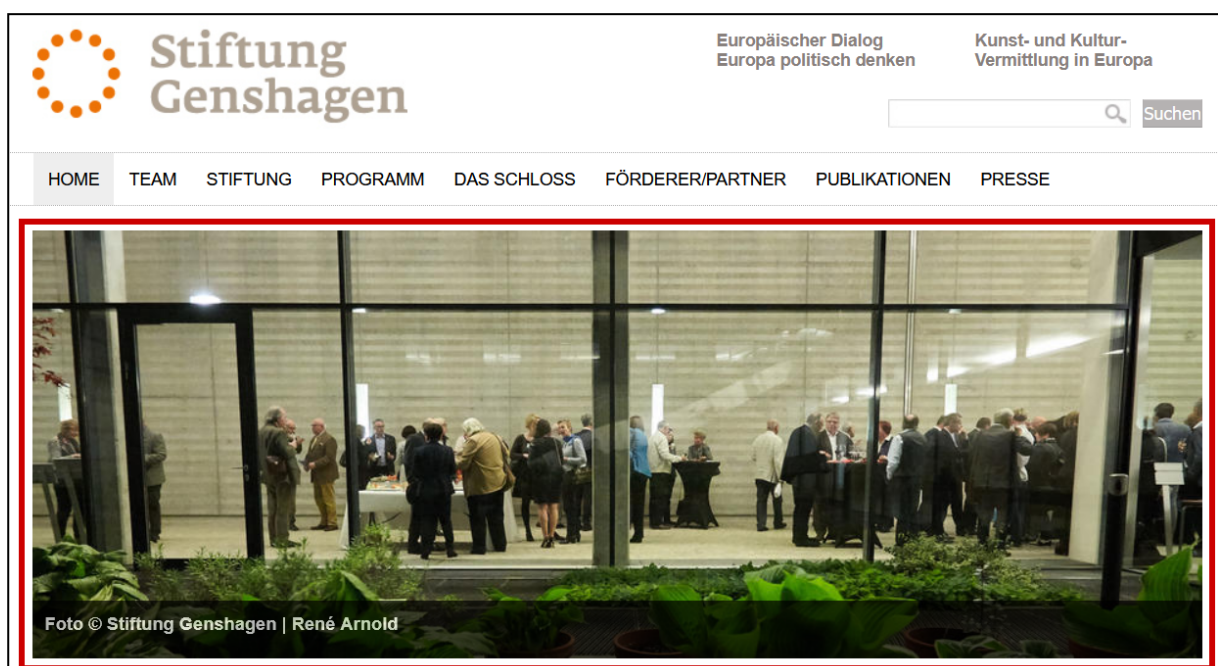 Stiftung
Genshagen
Europäischer Dialog
Europa politisch denken
Kunst- und Kultur-
Vermittlung in Europa
Suchen
HOME TEAM STIFTUNG PROGRAMM DAS SCHLOSS FÖRDERER/PARTNER PUBLIKATIONEN PRESSE
Foto © Stiftung Genshagen | René Arnold